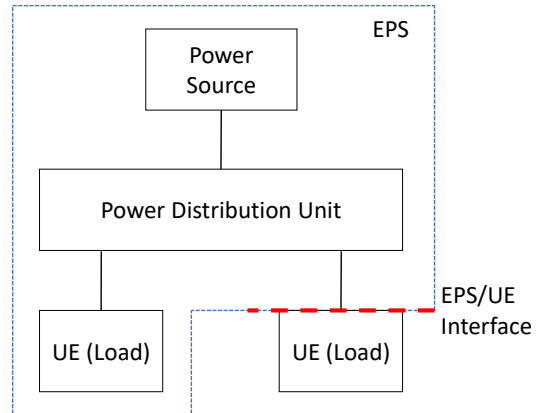 EPS
Power
Source
Power Distribution Unit
EPS/UE
Interface
UE (Load)
UE (Load)